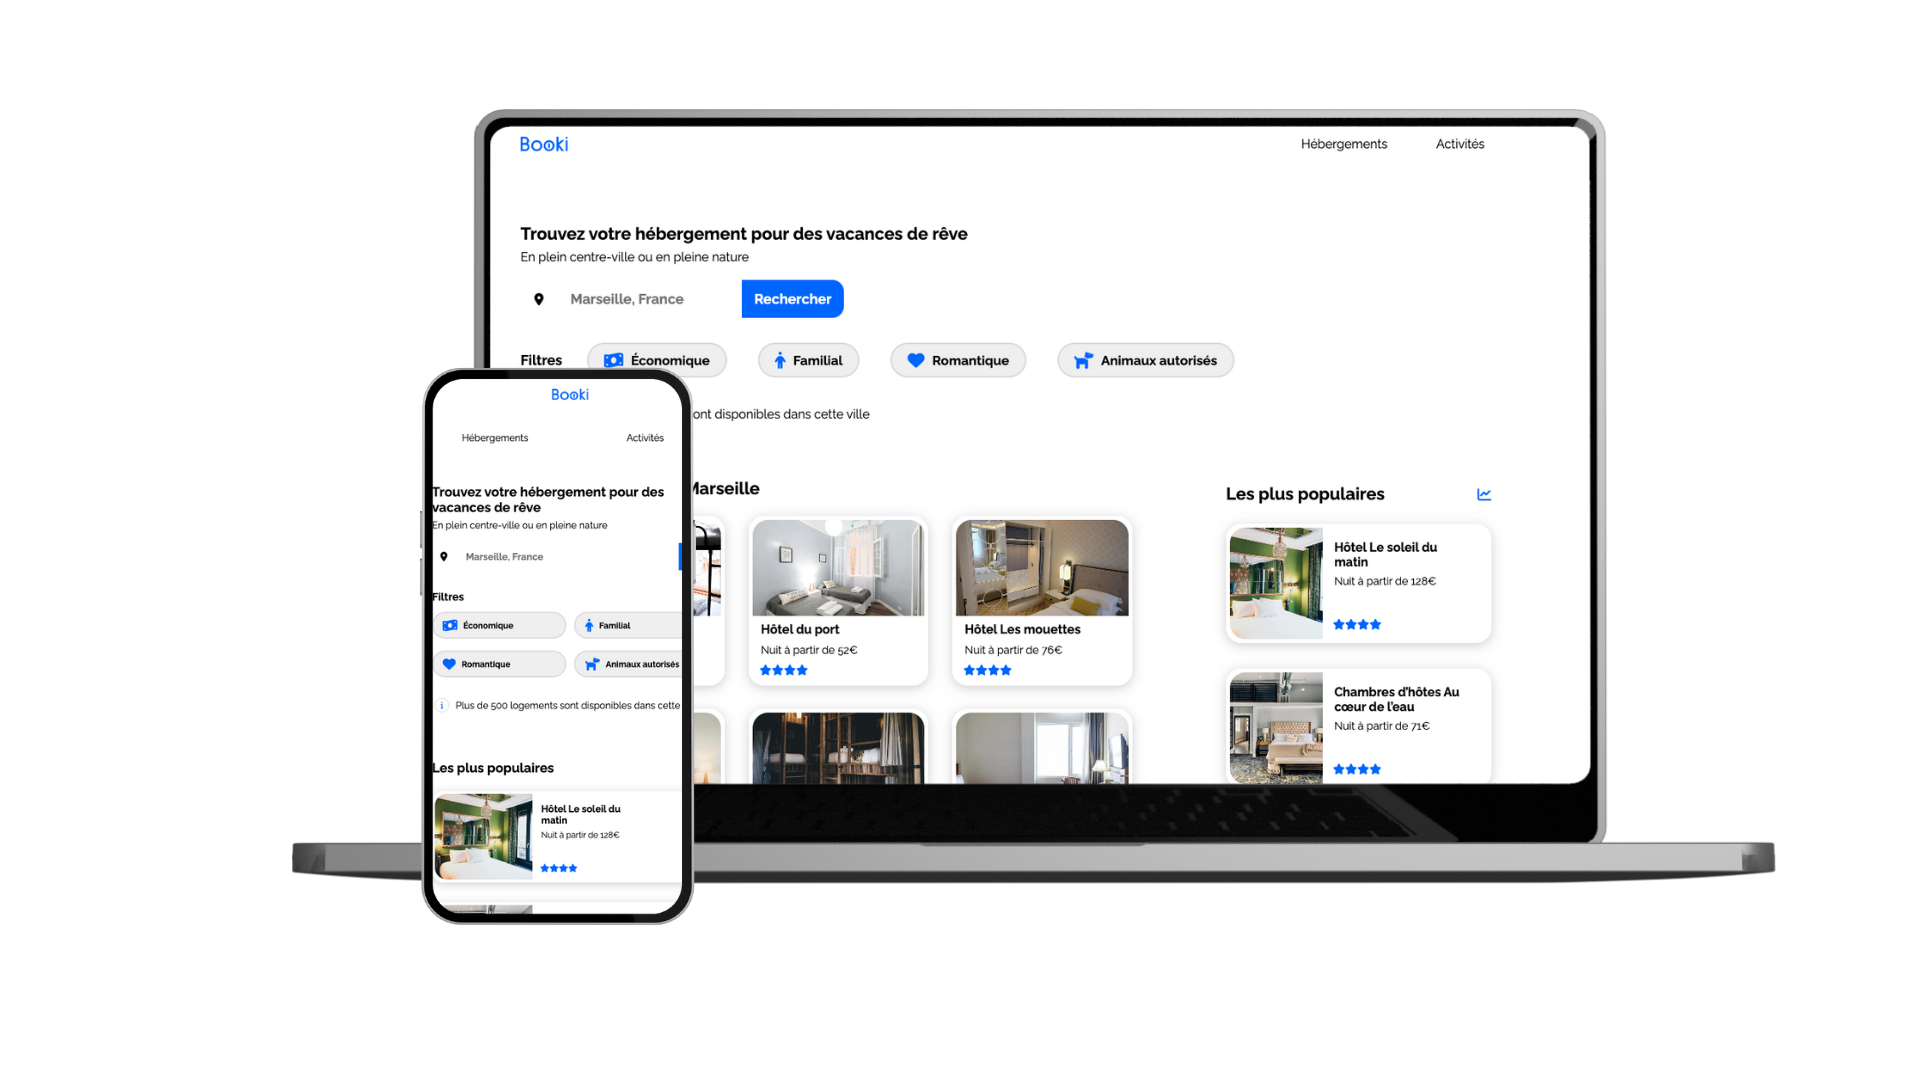 Booki
Hébergements
Activités
Trouvez votre hébergement pour des vacances de rêve
En plein centre-ville ou en pleine nature
Marseille, France
Rechercher
Filtres
Économique
Familial
Romantique
Animaux autorisés
ont disponibles dans cette ville
Marseille
Hôtel du port
Nuit à partir de 52€
Hôtel Les mouettes
Nuit à partir de 76€
Les plus populaires
Hôtel Le soleil du
matin
Nuit à partir de 128€
Chambres d'hôtes Au
cœur de l'eau
Nuit à partir de 71€
Booki
Hébergements
Activités
Trouvez votre hébergement pour des
vacances de rêve
En plein centre-ville ou en pleine nature
Marseille, France
Filtres
Économique
Familial
Romantique
Animaux autorisés
Plus de 500 logements sont disponibles dans cette
Les plus populaires
Hôtel Le soleil du
matin
Nuit à partir de 128€